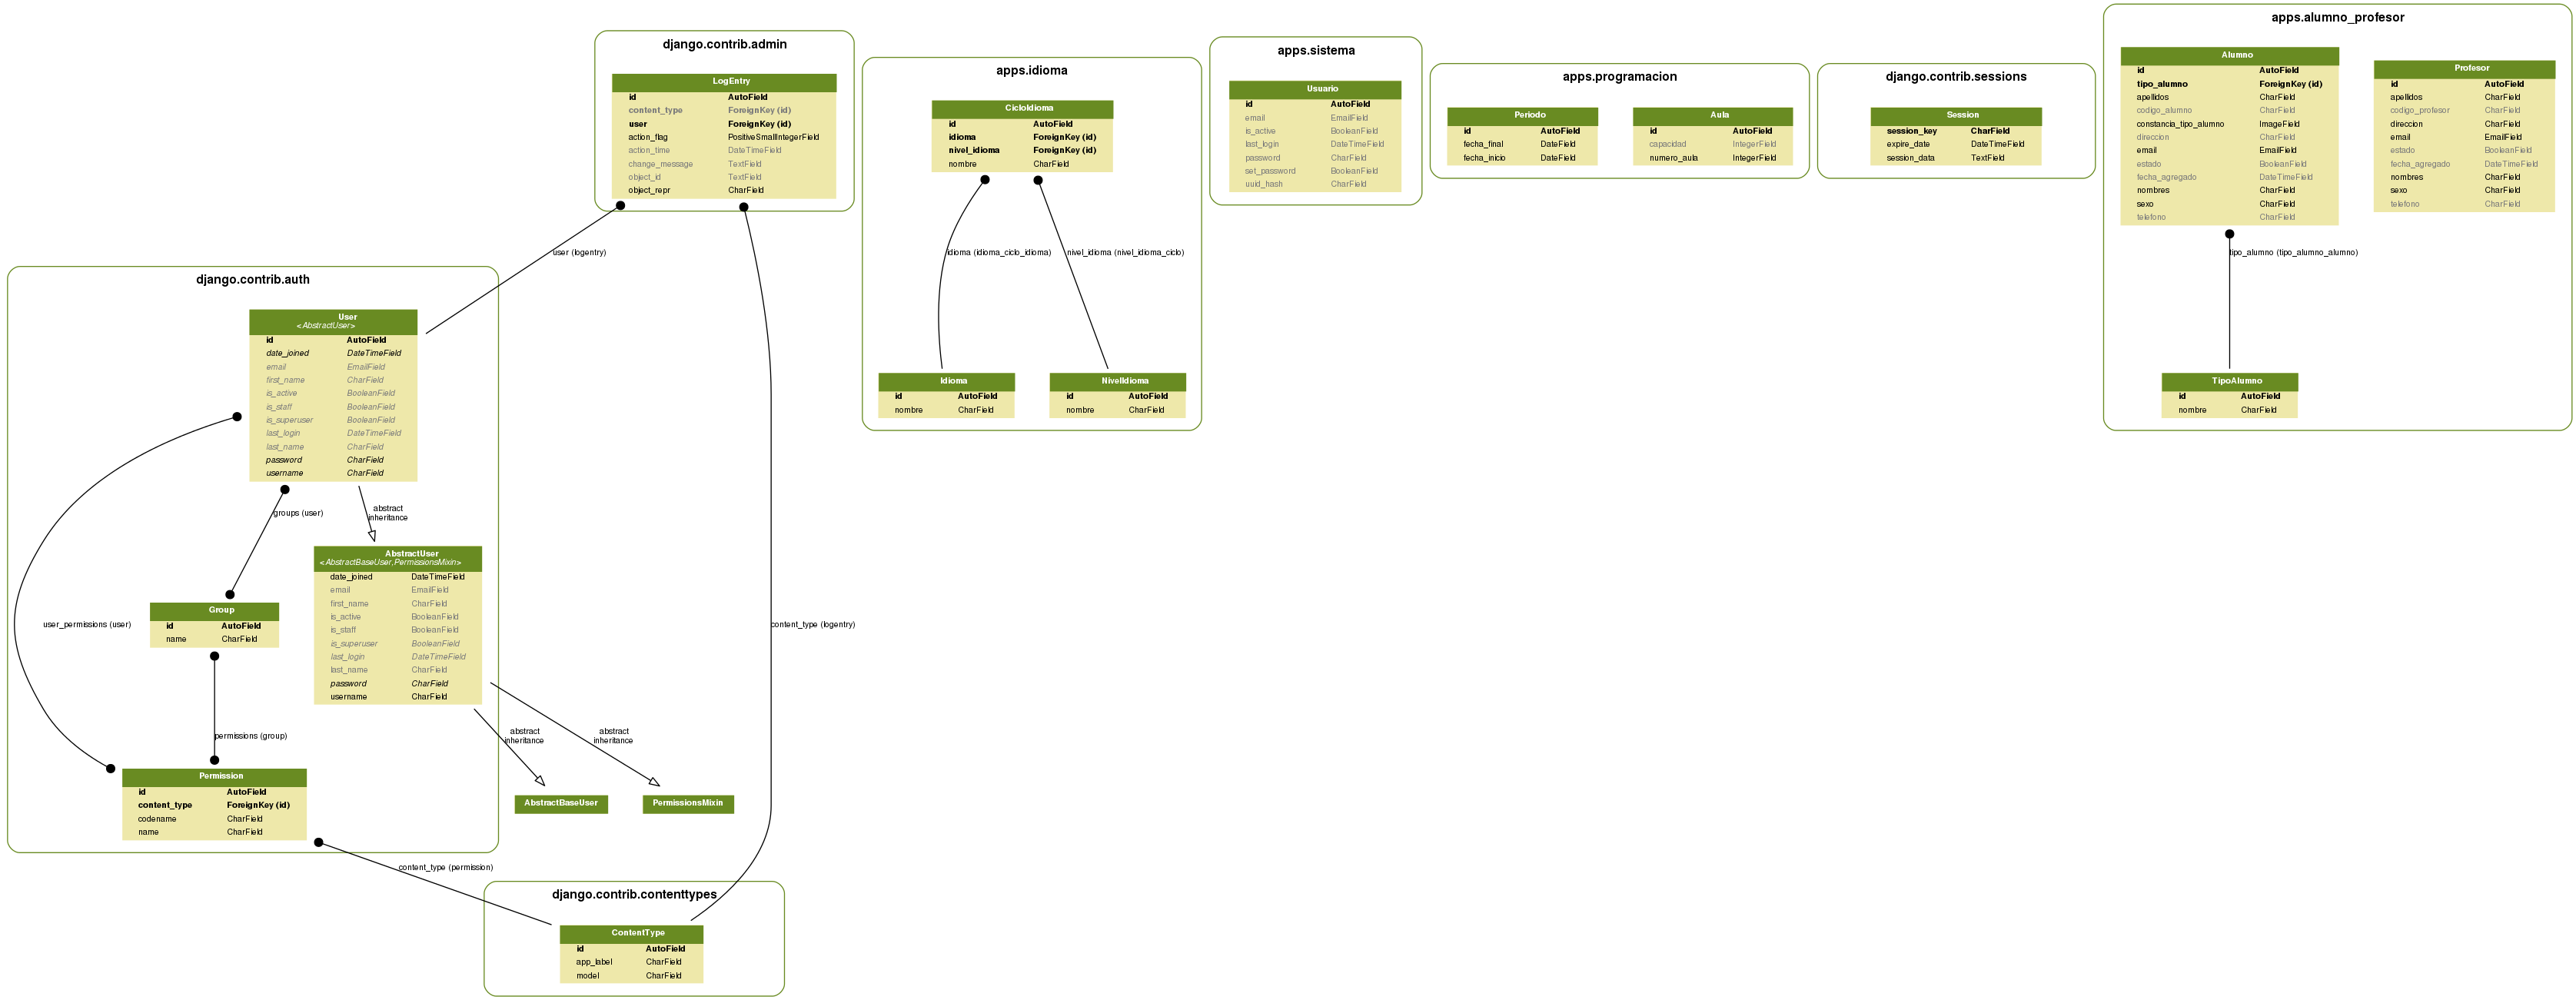 django.contrib.admin
LogEntry
id AutoField
content_type ForeignKey (id)
user ForeignKey (id)
action_flag PositiveSmallIntegerField
action_time DateTimeField
change_message TextField
object_id TextField
object_repr CharField
apps.idioma
CicloIdioma
id AutoField
idioma ForeignKey (id)
nivel_idioma ForeignKey (id)
nombre CharField
idioma (idioma_ciclo_idioma)
nivel_idioma (nivel_idioma_ciclo)
Idioma
id AutoField
nombre CharField
NivelIdioma
id AutoField
nombre CharField
apps.sistema
Usuario
id AutoField
email EmailField
is_active BooleanField
last_login DateTimeField
password CharField
set_password BooleanField
uuid_hash CharField
apps.programacion
Periodo
id AutoField
fecha_final DateField
fecha_inicio DateField
Aula
id AutoField
capacidad IntegerField
numero_aula IntegerField
django.contrib.sessions
Session
session_key CharField
expire_date DateTimeField
session_data TextField
apps.alumno_profesor
Alumno
id AutoField
tipo_alumno ForeignKey (id)
apellidos CharField
codigo_alumno CharField
constancia_tipo_alumno ImageField
direccion CharField
email EmailField
estado BooleanField
fecha_agregado DateTimeField
nombres CharField
sexo CharField
telefono CharField
Profesor
id AutoField
apellidos CharField
codigo_profesor CharField
direccion CharField
email EmailField
estado BooleanField
fecha_agregado DateTimeField
nombres CharField
sexo CharField
telefono CharField
tipo_alumno (tipo_alumno_alumno)
TipoAlumno
id AutoField
nombre CharField
user (logentry)
django.contrib.auth
User
<AbstractUser>
id AutoField
date_joined DateTimeField
email EmailField
first_name CharField
is_active BooleanField
is_staff BooleanField
is_superuser BooleanField
last_login DateTimeField
last_name CharField
password CharField
username CharField
groups (user)
abstract
inheritance
AbstractUser
<AbstractBaseUser,PermissionsMixin>
date_joined DateTimeField
email EmailField
first_name CharField
is_active BooleanField
is_staff BooleanField
is_superuser BooleanField
last_login DateTimeField
last_name CharField
password CharField
username CharField
Group
id AutoField
name CharField
user_permissions (user)
content_type (logentry)
permissions (group)
abstract
inheritance
abstract
inheritance
Permission
id AutoField
content_type ForeignKey (id)
codename CharField
name CharField
AbstractBaseUser
PermissionsMixin
content_type (permission)
django.contrib.contenttypes
ContentType
id AutoField
app_label CharField
model CharField